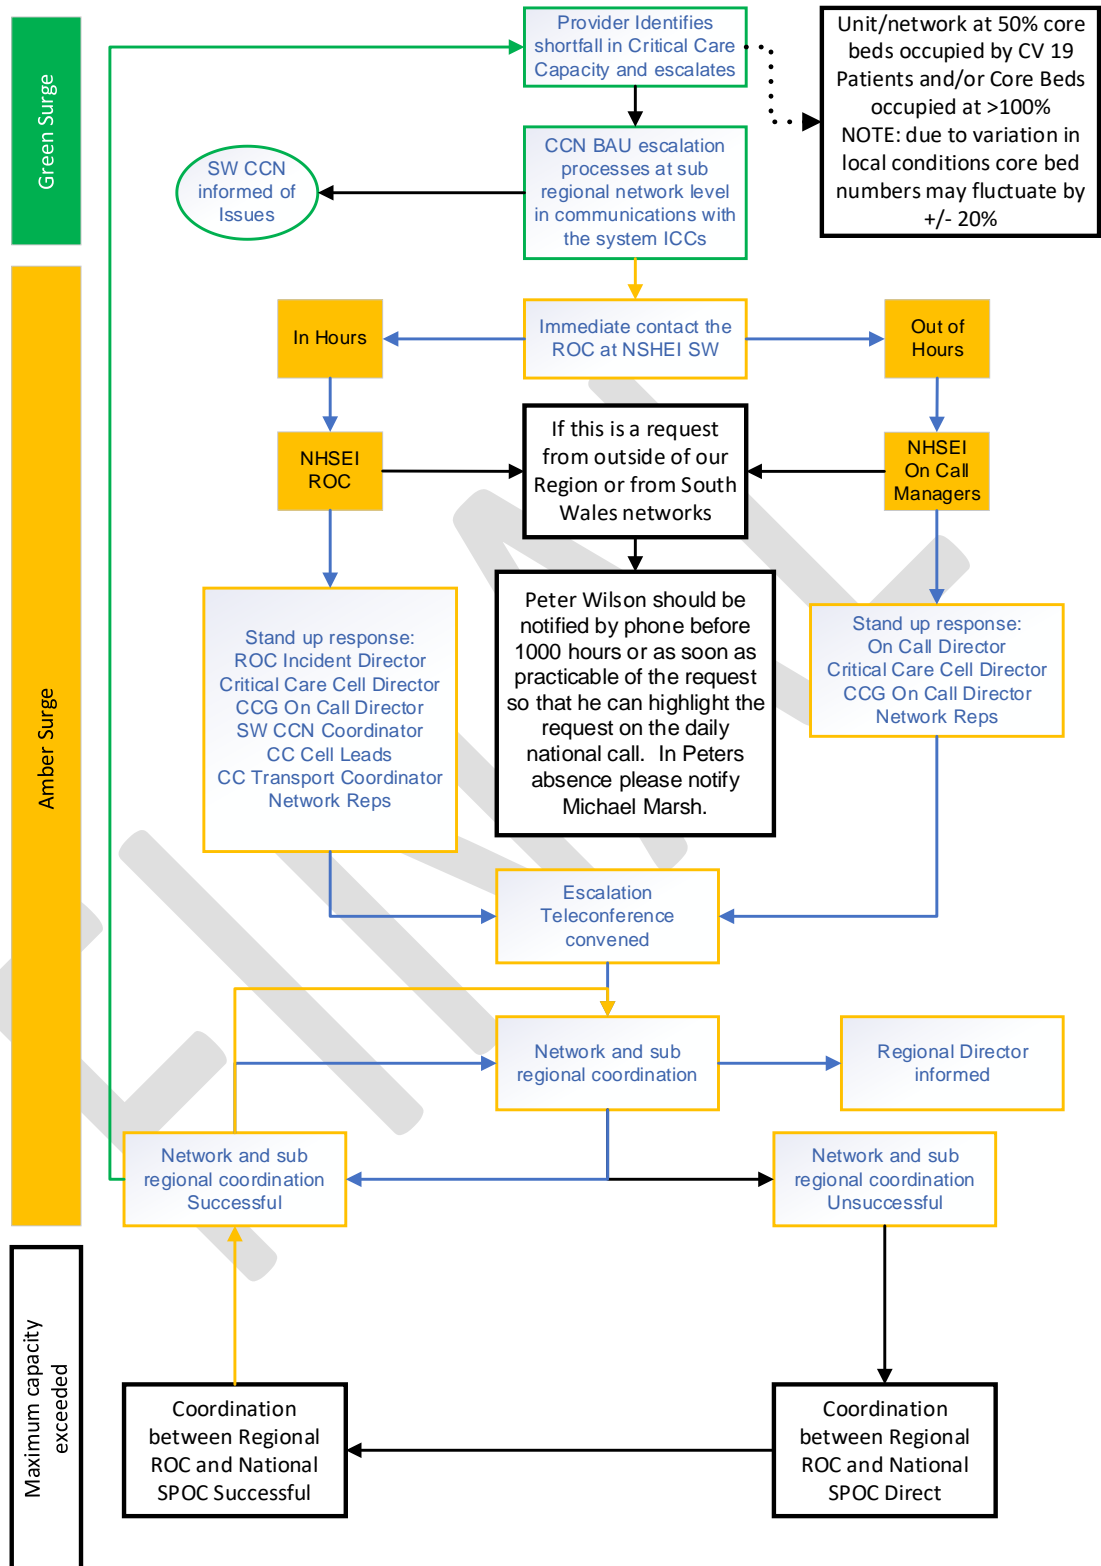 Green Surge
Provider Identifies
shortfall in Critical Care
Capacity and escalates
Unit/network at 50% core
beds occupied by CV 19
Patients and/or Core Beds
occupied at >100%
NOTE: due to variation in
local conditions core bed
numbers may fluctuate by
+/- 20%
SW CCN
informed of
Issues
CCN BAU escalation
processes at sub
regional network level
in communications with
the system ICCs
Amber Surge
In Hours
Immediate contact the
ROC at NSHEI SW
Out of
Hours
NHSEI
ROC
If this is a request
from outside of our
Region or from South
Wales networks
NHSEI
On Call
Managers
Stand up response:
ROC Incident Director
Critical Care Cell Director
CCG On Call Director
SW CCN Coordinator
CC Cell Leads
CC Transport Coordinator
Network Reps
Peter Wilson should be
notified by phone before
1000 hours or as soon as
practicable of the request
so that he can highlight the
request on the daily
national call.  In Peters
absence please notify
Michael Marsh.
Stand up response:
On Call Director
Critical Care Cell Director
CCG On Call Director
Network Reps
Escalation
Teleconference
convened
Network and sub
regional coordination
Regional Director
informed
Network and sub
regional coordination
Successful
Network and sub
regional coordination
Unsuccessful
Maximum capacity
exceeded
Coordination
between Regional
ROC and National
SPOC Successful
Coordination
between Regional
ROC and National
SPOC Direct
FINAL